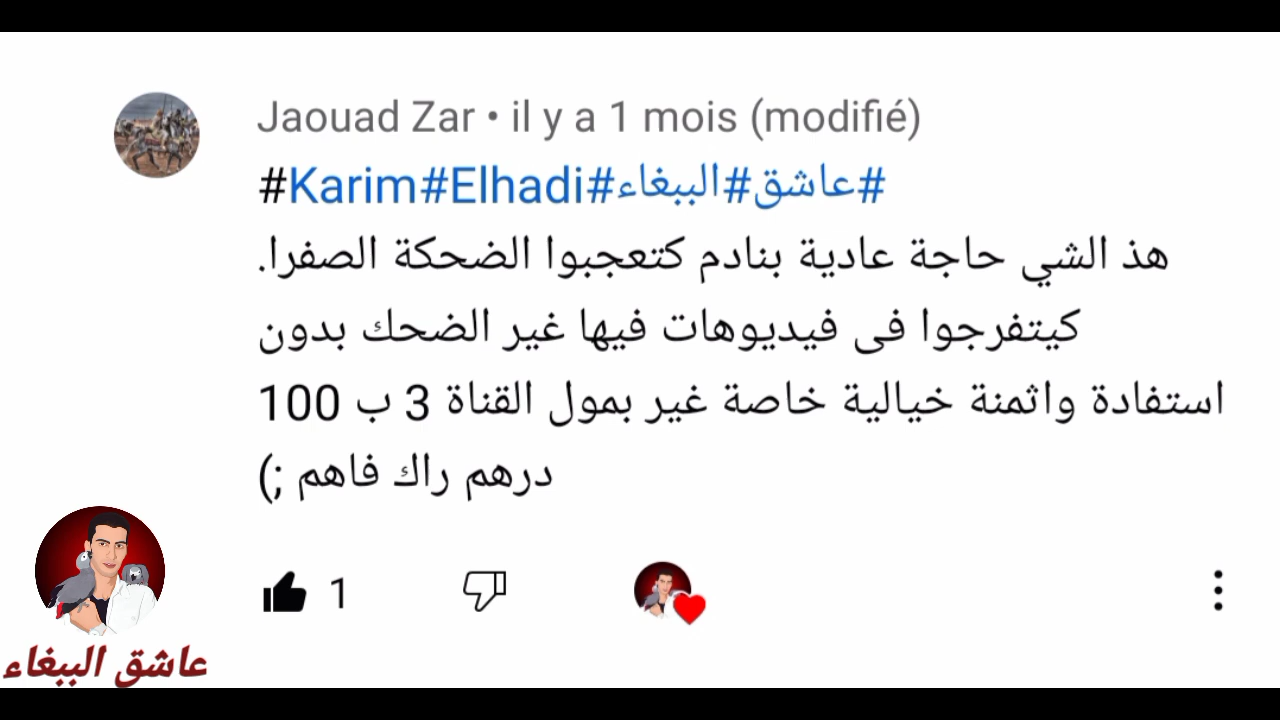 Jaouad Zar • il y a 1 mois (modifié)
#Karim#Elhadi#عاشق#الببغاء#
هذ الشي حاجة عادية بنادم كتعجبوا الضحكة الصفرا.
كيتفرجوا فى فيديوهات فيها غير الضحك بدون
استفادة واثمنة خيالية خاصة غير بمول القناة 3 ب 100
درهم راك فاهم ;)
1
عاشق الببغاء